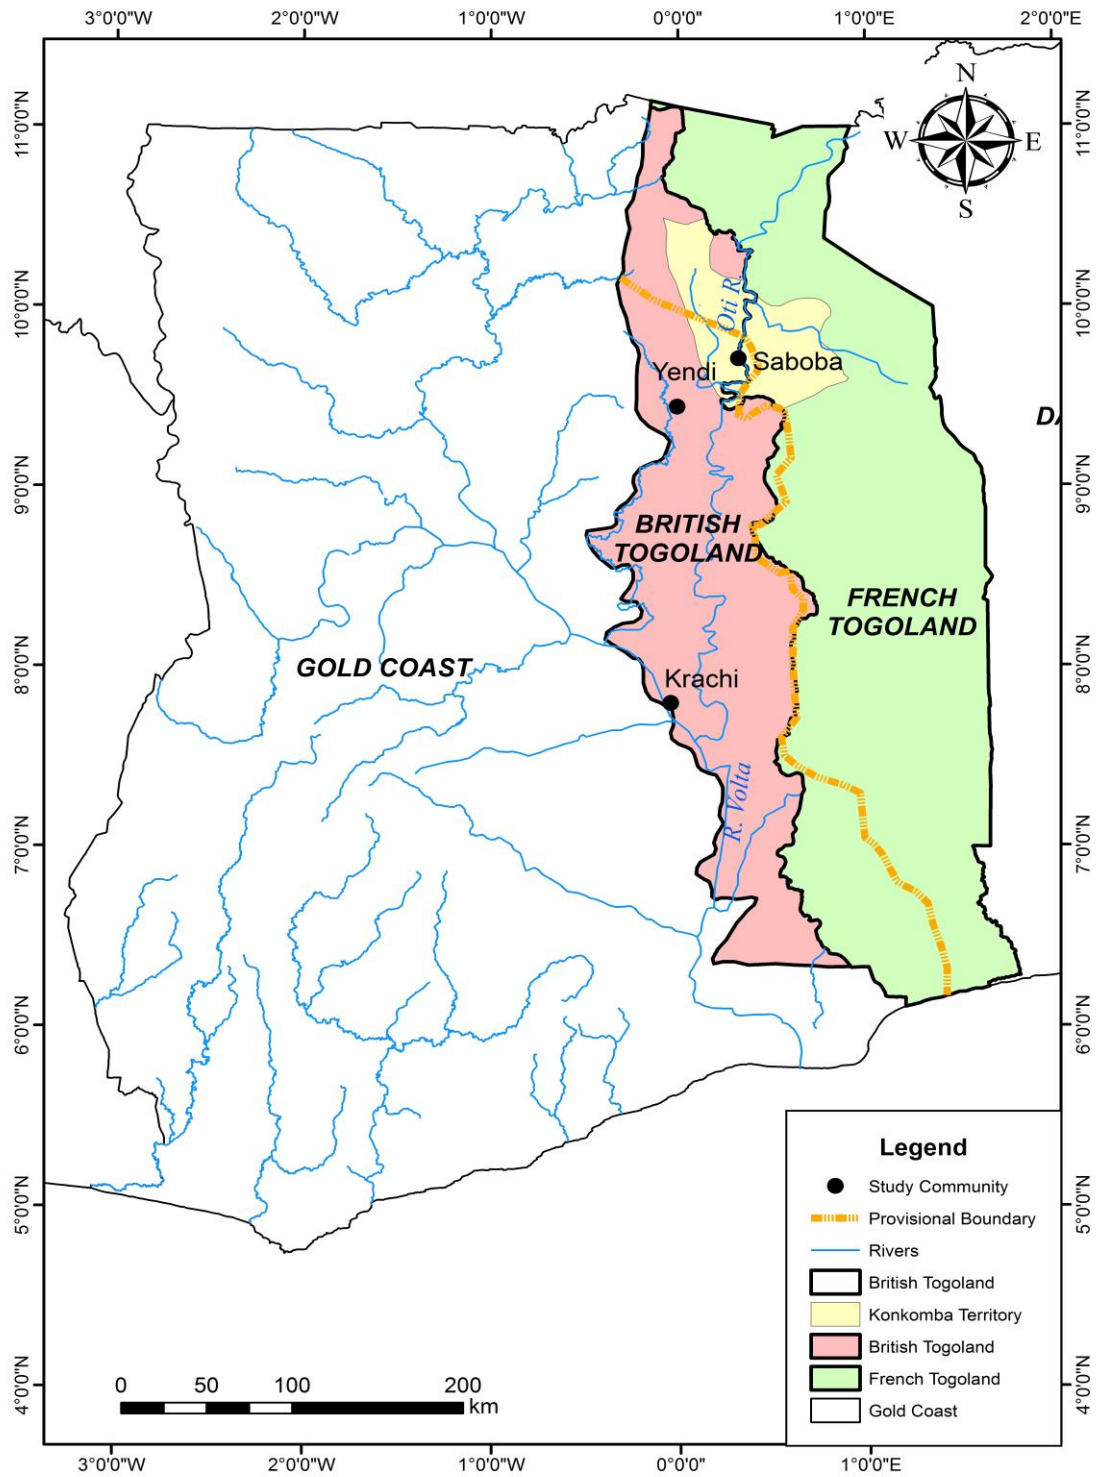 3°0'0"W 2°0'0"W 1°0'0"W 0°0'0" 1°0'0"E 2°0'0"E
N
W E
S
11°0'0"N 11°0'0"N
10°0'0"N 10°0'0"N
Oti R.
Yendi Saboba
DA
9°0'0"N 9°0'0"N
BRITISH
TOGOLAND
FRENCH
TOGOLAND
8°0'0"N 8°0'0"N
GOLD COAST
Krachi
R. Volta
7°0'0"N 7°0'0"N
6°0'0"N 6°0'0"N
5°0'0"N 5°0'0"N
4°0'0"N 4°0'0"N
Legend
Study Community
Provisional Boundary
Rivers
British Togoland
Konkomba Territory
British Togoland
French Togoland
Gold Coast
0 50 100 200
km
3°0'0"W 2°0'0"W 1°0'0"W 0°0'0" 1°0'0"E